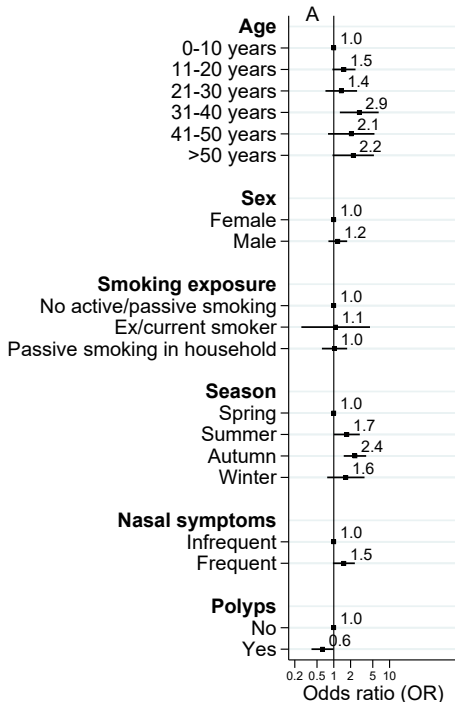 A
Age
0-10 years 1.0
11-20 years 1.5
21-30 years 1.4
31-40 years 2.9
41-50 years 2.1
>50 years 2.2
Sex
Female 1.0
Male 1.2
Smoking exposure
No active/passive smoking 1.0
Ex/current smoker 1.1
Passive smoking in household 1.0
Season
Spring 1.0
Summer 1.7
Autumn 2.4
Winter 1.6
Nasal symptoms
Infrequent 1.0
Frequent 1.5
Polyps
No 1.0
Yes 0.6
0.2 0.5 1 2 5 10
Odds ratio (OR)